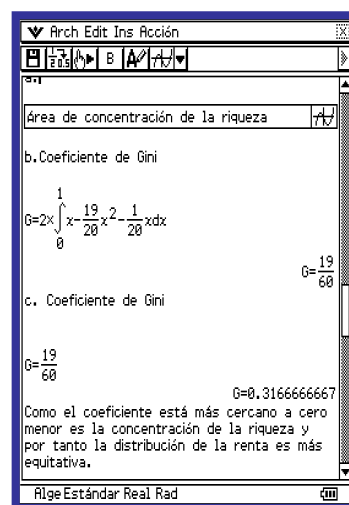 Arch Edit Ins Acción
B
Área de concentración de la riqueza
b.Coeficiente de Gini
G=2×∫₀¹ x-19/20x²-1/20xdx
G=19/60
c. Coeficiente de Gini
G=19/60
G=0.3166666667
Como el coeficiente está más cercano a cero
menor es la concentración de la riqueza y
por tanto la distribución de la renta es más
equitativa.
Alge Estándar Real Rad